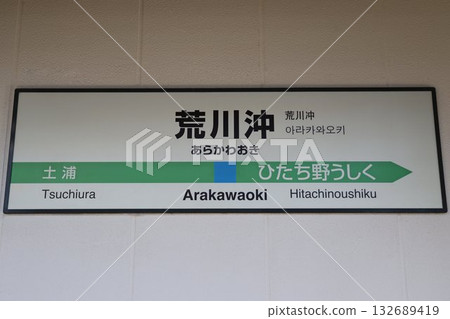 荒川沖
荒川冲
아라카와오키
あらかわおき
土浦
ひたち野うしく
Tsuchiura
Arakawaoki
Hitachinoushiku
PIXTA
pixta.jp - 132689419